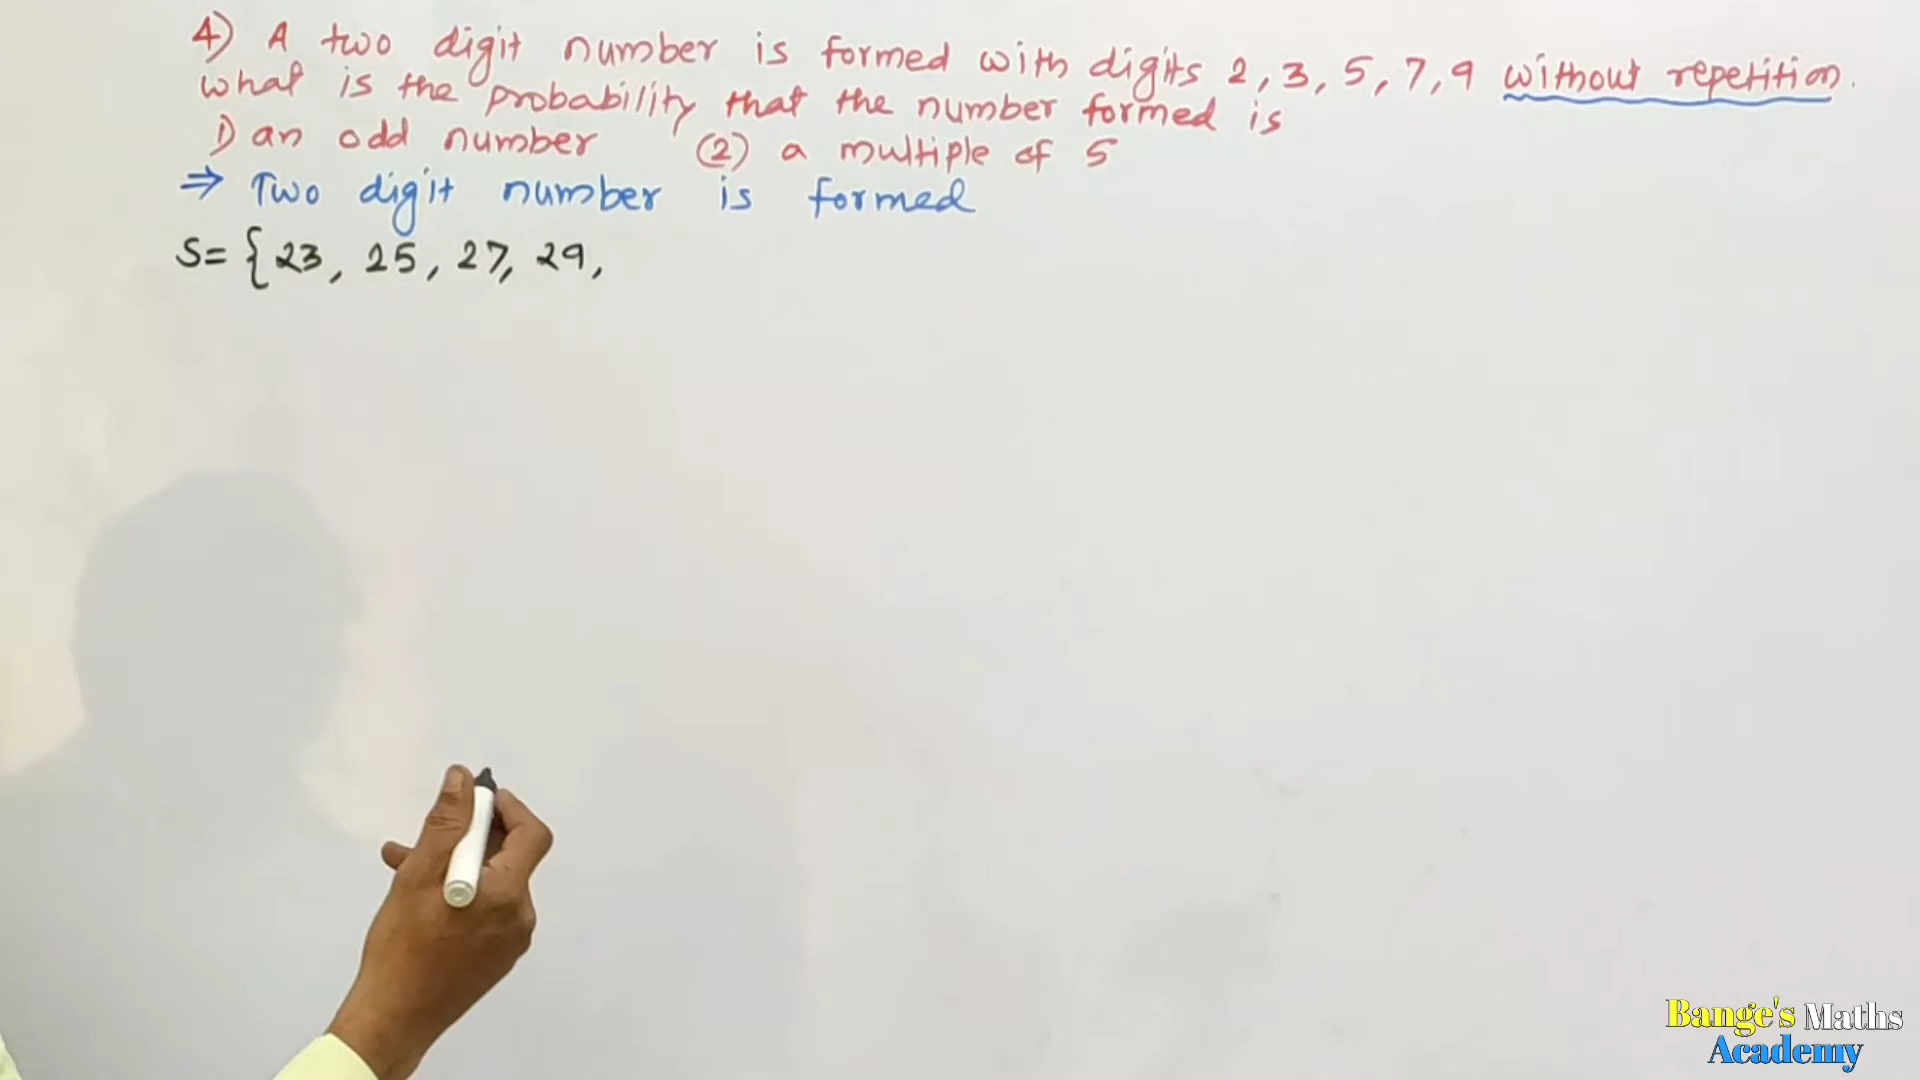 4) A two digit number is formed with digits 2, 3, 5, 7, 9 without repetition.
what is the probability that the number formed is
1) an odd number (2) a multiple of 5
⇒ Two digit number is formed
S = { 23, 25, 27, 29,
Bange's Maths
Academy